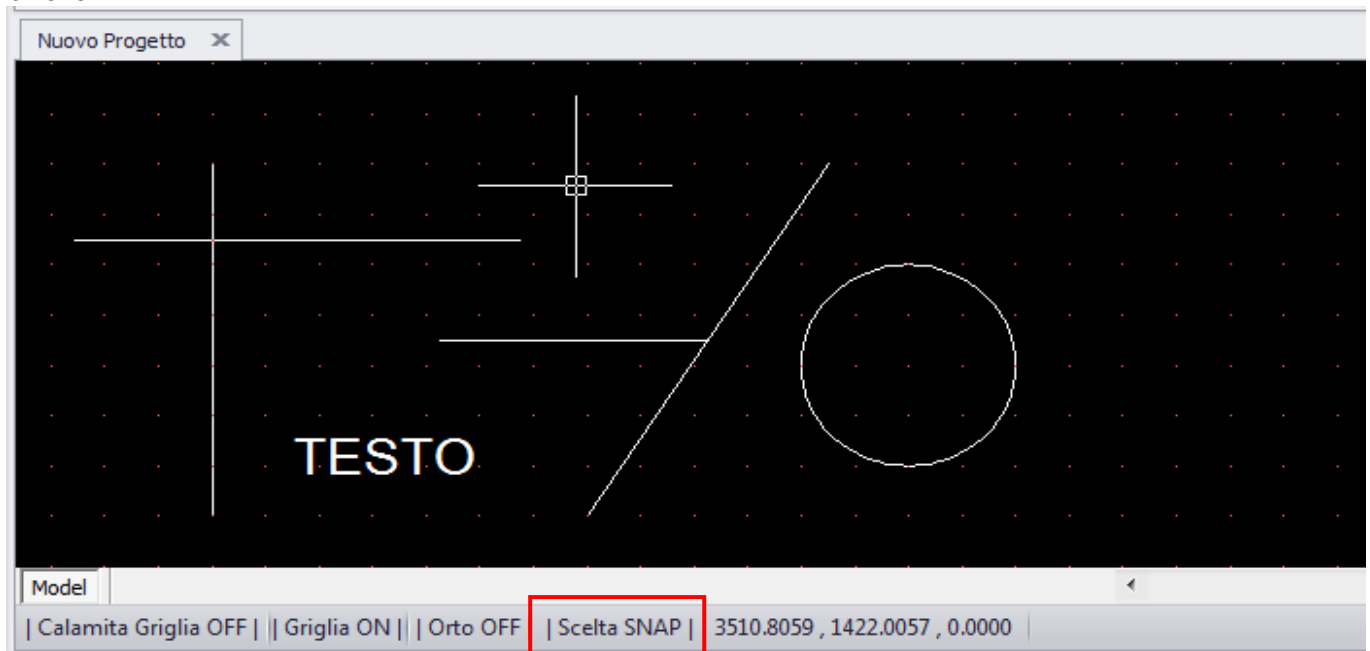 Nuovo Progetto
TESTO
Model
| Calamita Griglia OFF | | Griglia ON | | Orto OFF | Scelta SNAP | 3510.8059 , 1422.0057 , 0.0000